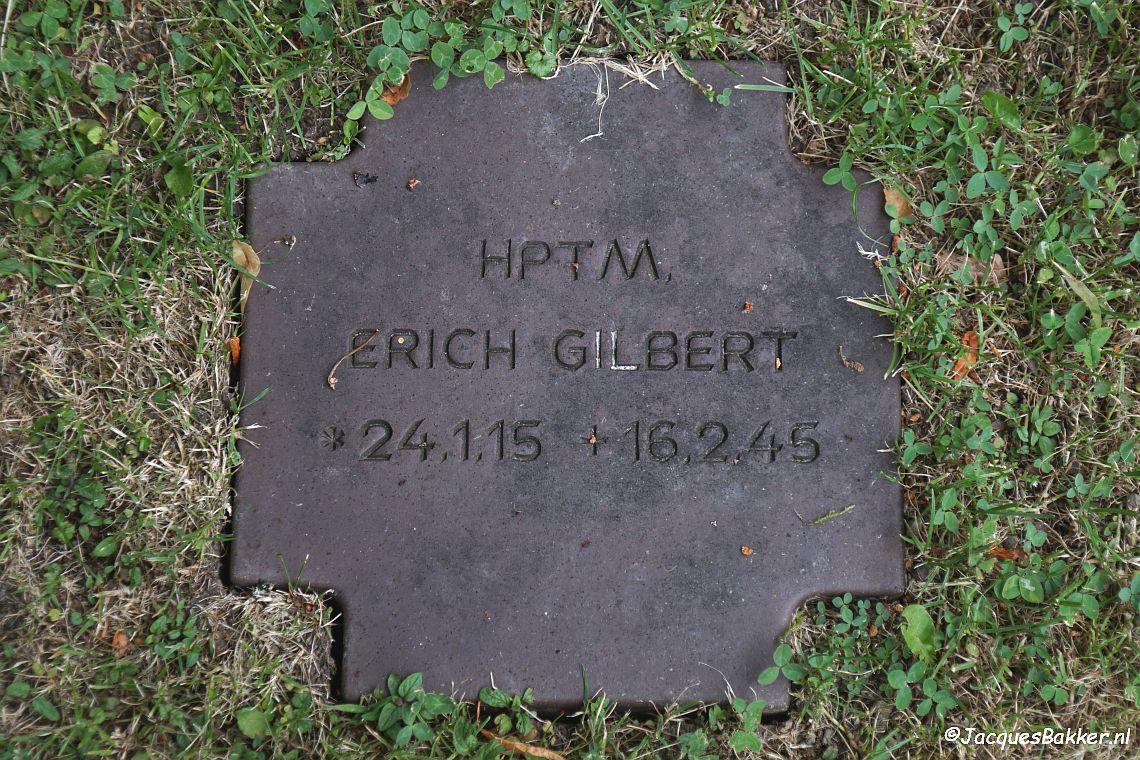 HPTM.
ERICH GILBERT
* 24.1.15 + 16.2.45
©JacquesBakker.nl